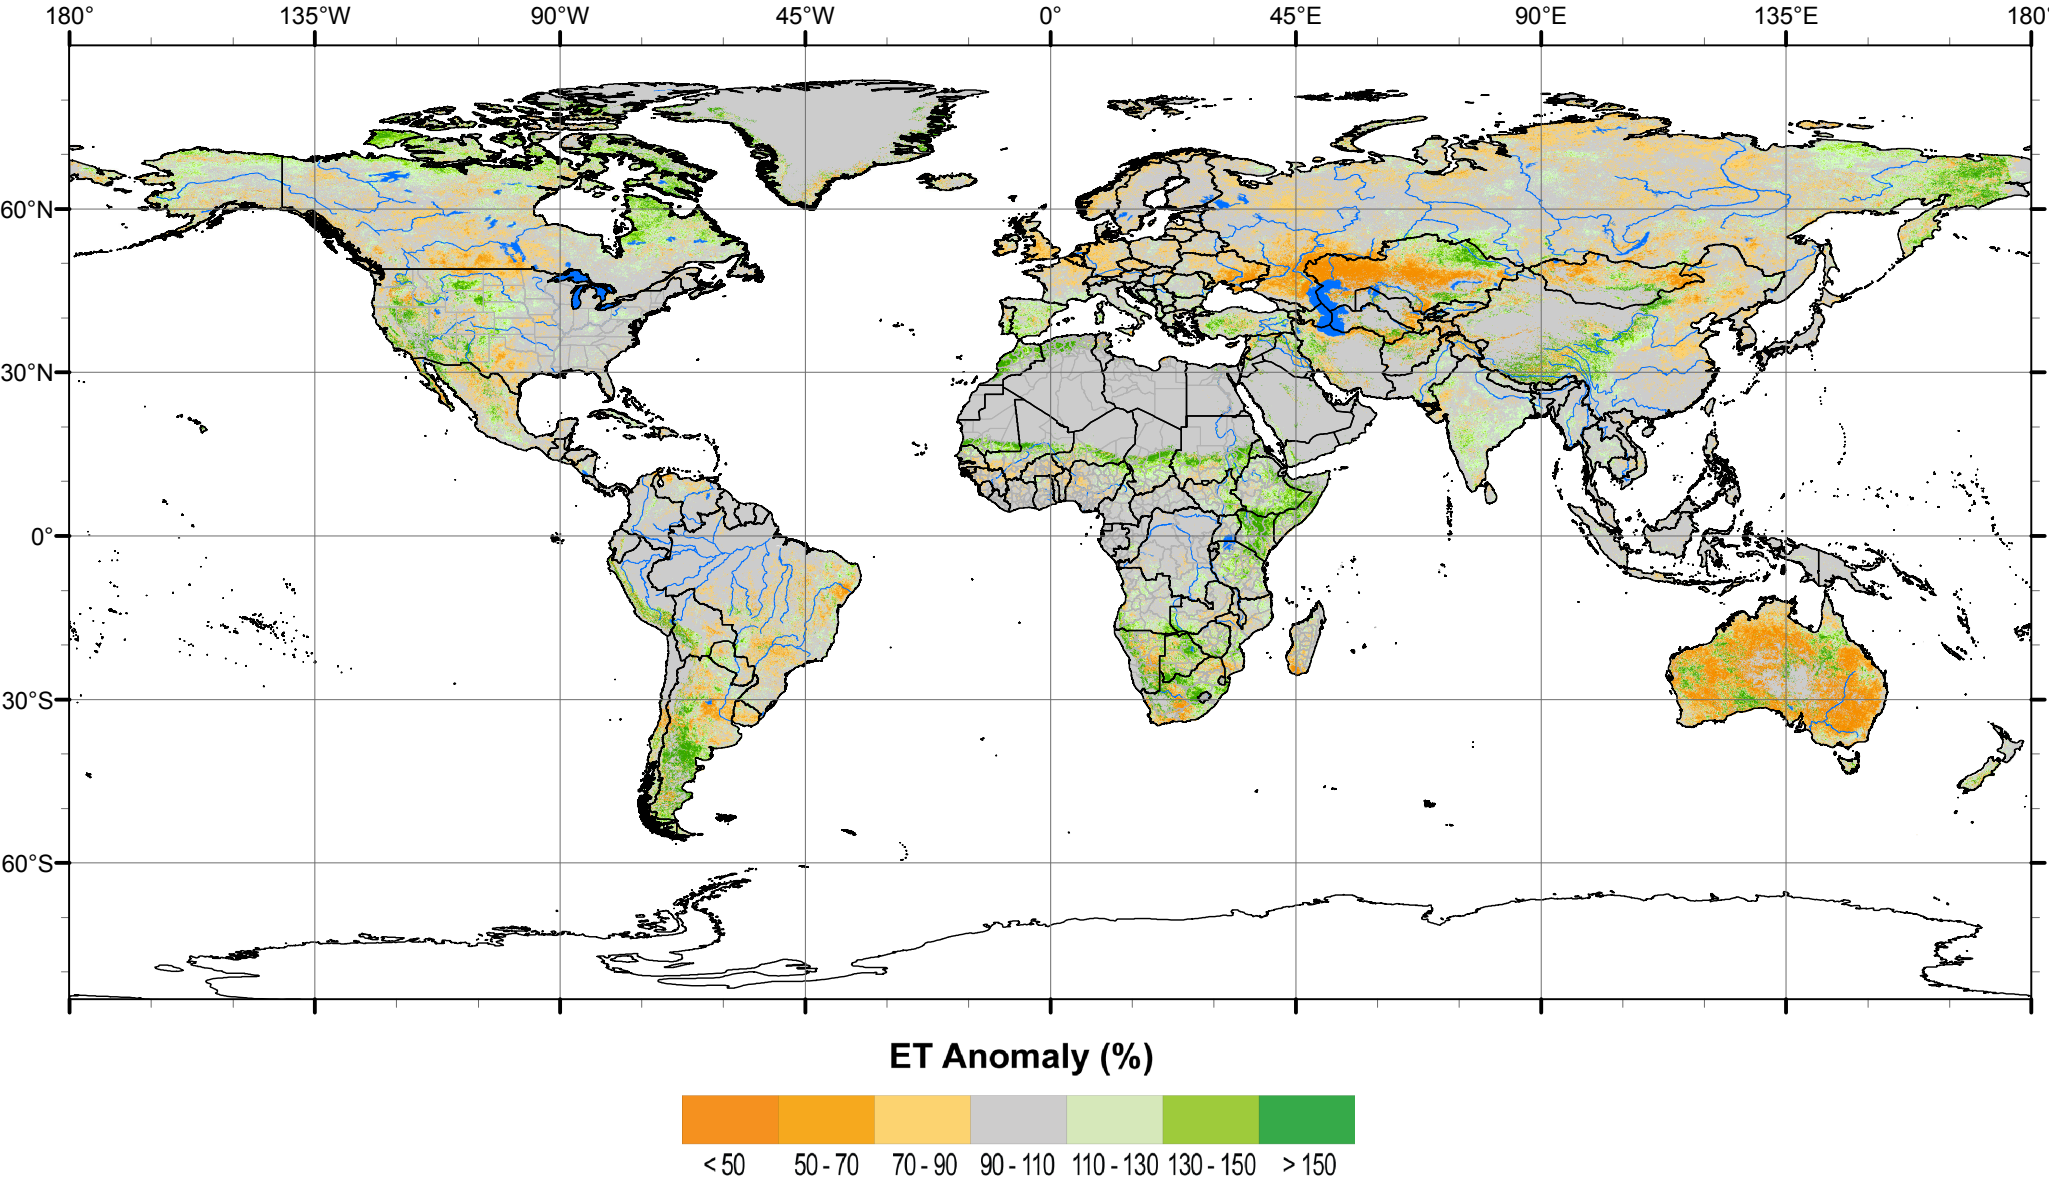 180° 135°W 90°W 45°W 0° 45°E 90°E 135°E 180°
60°N
30°N
0°
30°S
60°S
ET Anomaly (%)
< 50 50 - 70 70 - 90 90 - 110 110 - 130 130 - 150 > 150